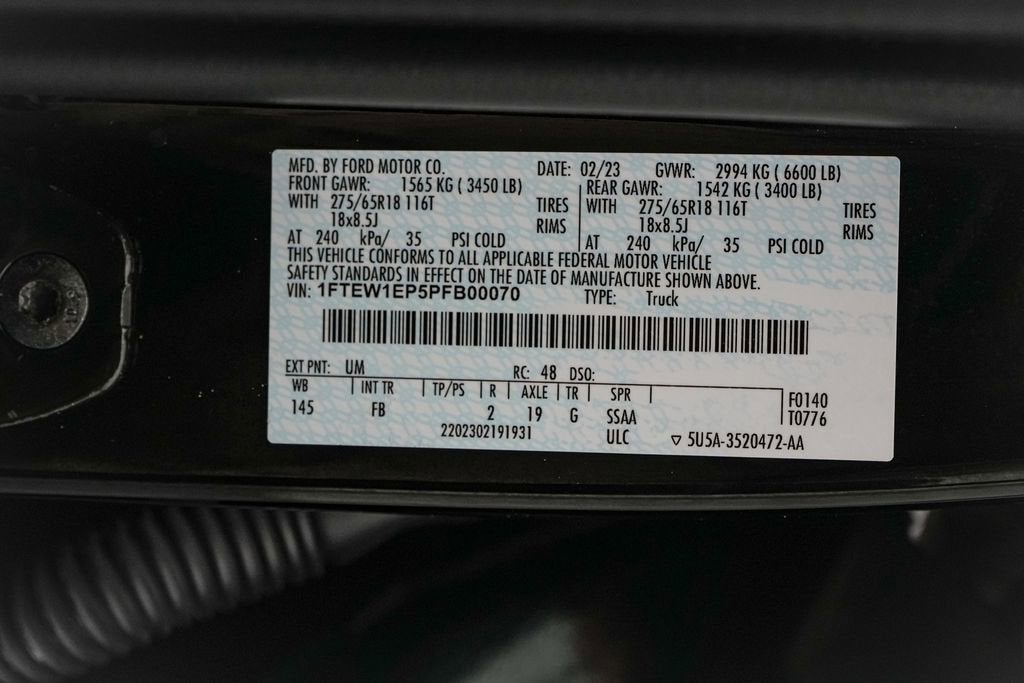 MFD. BY FORD MOTOR CO. DATE: 02/23 GVWR: 2994 KG ( 6600 LB)
FRONT GAWR: 1565 KG ( 3450 LB) REAR GAWR: 1542 KG ( 3400 LB)
WITH 275/65R18 116T TIRES WITH 275/65R18 116T TIRES
18x8.5J RIMS 18x8.5J RIMS
AT 240 kPa/ 35 PSI COLD AT 240 kPa/ 35 PSI COLD
THIS VEHICLE CONFORMS TO ALL APPLICABLE FEDERAL MOTOR VEHICLE
SAFETY STANDARDS IN EFFECT ON THE DATE OF MANUFACTURE SHOWN ABOVE.
VIN: 1FTEW1EP5PFB00070 TYPE: Truck
EXT PNT: UM RC: 48 DSO:
WB INT TR TP/PS R AXLE TR SPR F0140
145 FB 2 19 G SSAA T0776
2202302191931 ULC ▽ 5U5A-3520472-AA